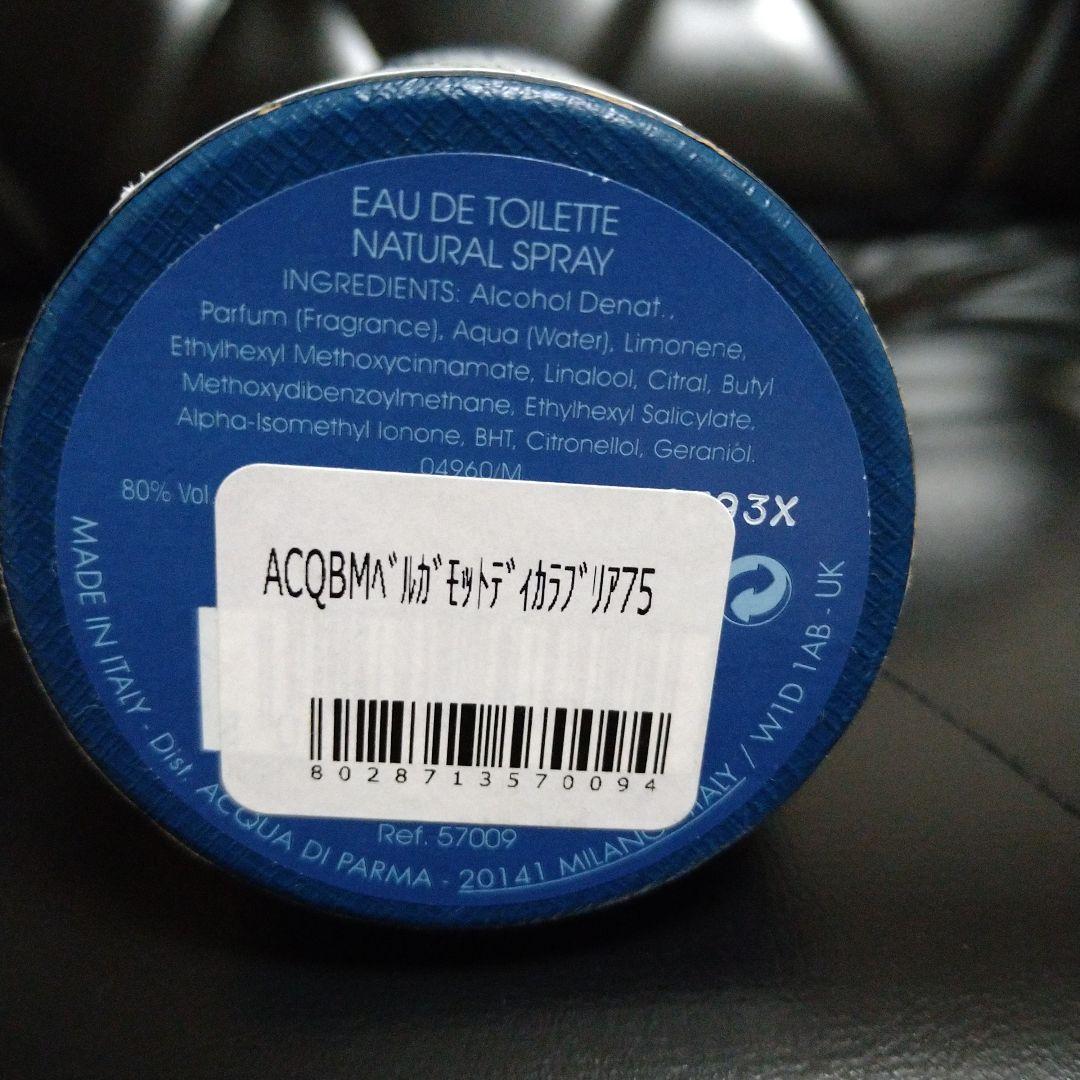 EAU DE TOILETTE
NATURAL SPRAY
INGREDIENTS: Alcohol Denat.,
Parfum (Fragrance), Aqua (Water), Limonene,
Ethylhexyl Methoxycinnamate, Linalool, Citral, Butyl
Methoxydibenzoylmethane, Ethylhexyl Salicylate,
Alpha-Isomethyl Ionone, BHT, Citronellol, Geraniol.
04960/M
80% Vol
93X
ACQBMﾍﾞﾙｶﾞﾓｯﾄﾃﾞｨｶﾗﾌﾞﾘｱ75
8028713570094
Ref. 57009
MADE IN ITALY - Dist. ACQUA DI PARMA - 20141 MILANO ITALY / W1D 1AB - UK